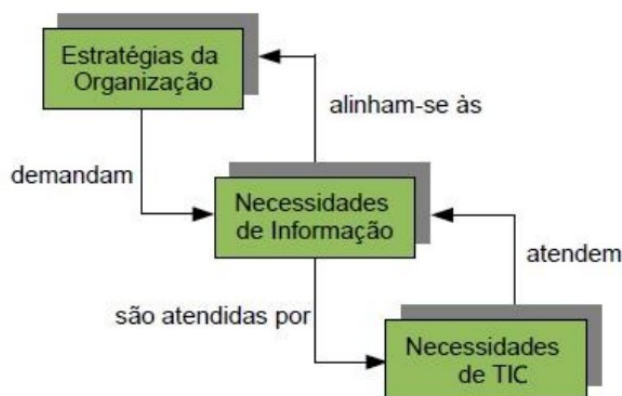 Estratégias da
Organização
alinham-se às
demandam
Necessidades
de Informação
atendem
são atendidas por
Necessidades
de TIC